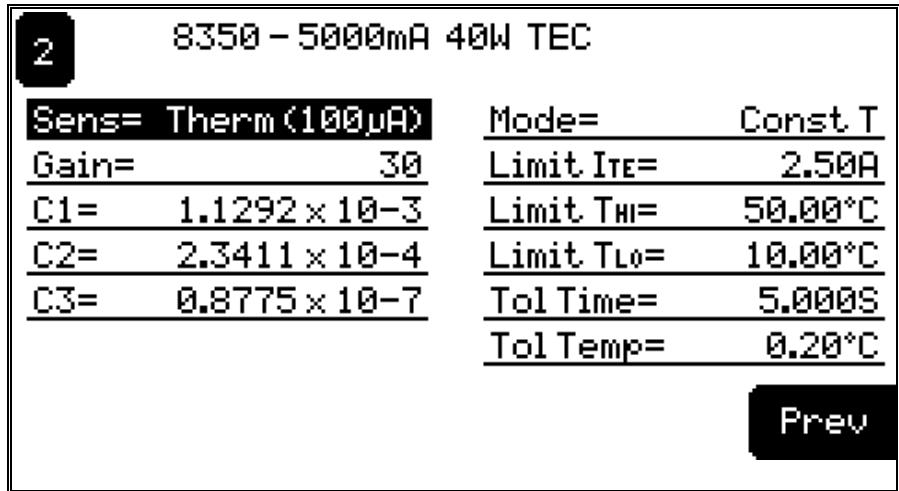 2
8350 – 5000mA 40W TEC
Sens= Therm (100µA)
Gain= 30
C1= 1.1292 x 10-3
C2= 2.3411 x 10-4
C3= 0.8775 x 10-7
Mode= Const T
Limit ITE= 2.50A
Limit THI= 50.00°C
Limit TLO= 10.00°C
Tol Time= 5.000S
Tol Temp= 0.20°C
Prev